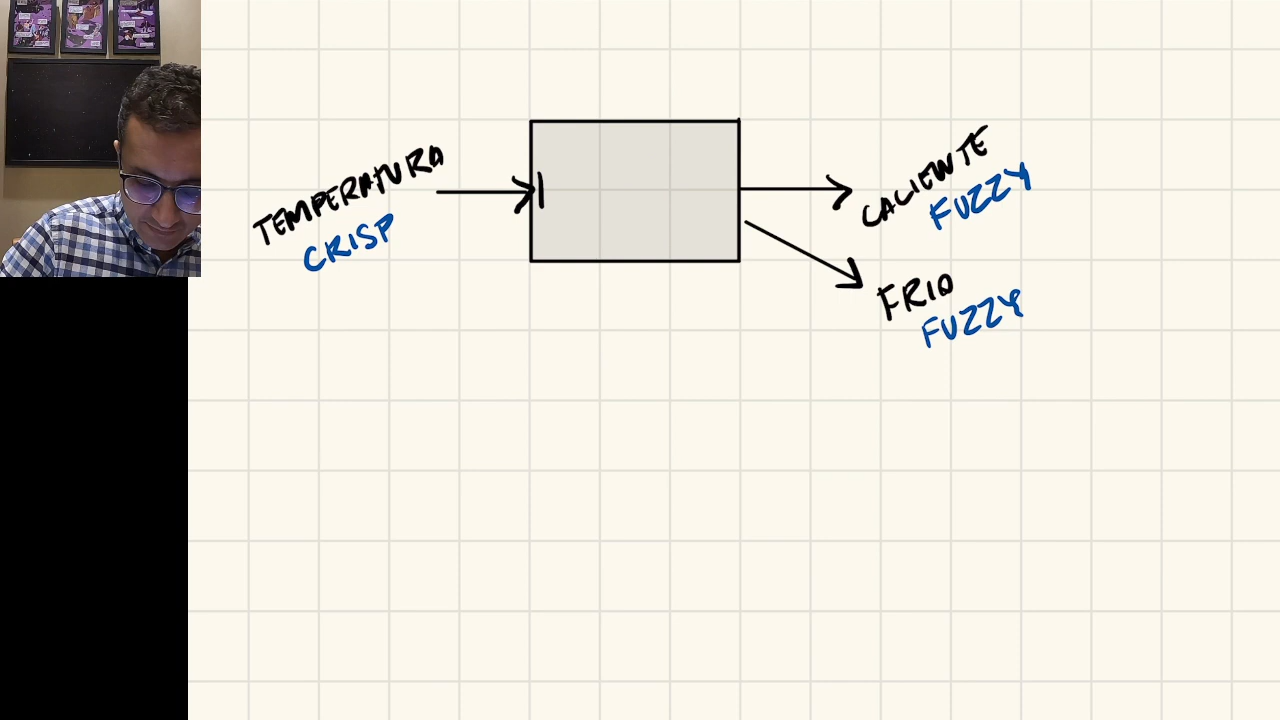 TEMPERATURA
CRISP
CALIENTE
FUZZY
FRIO
FUZZY